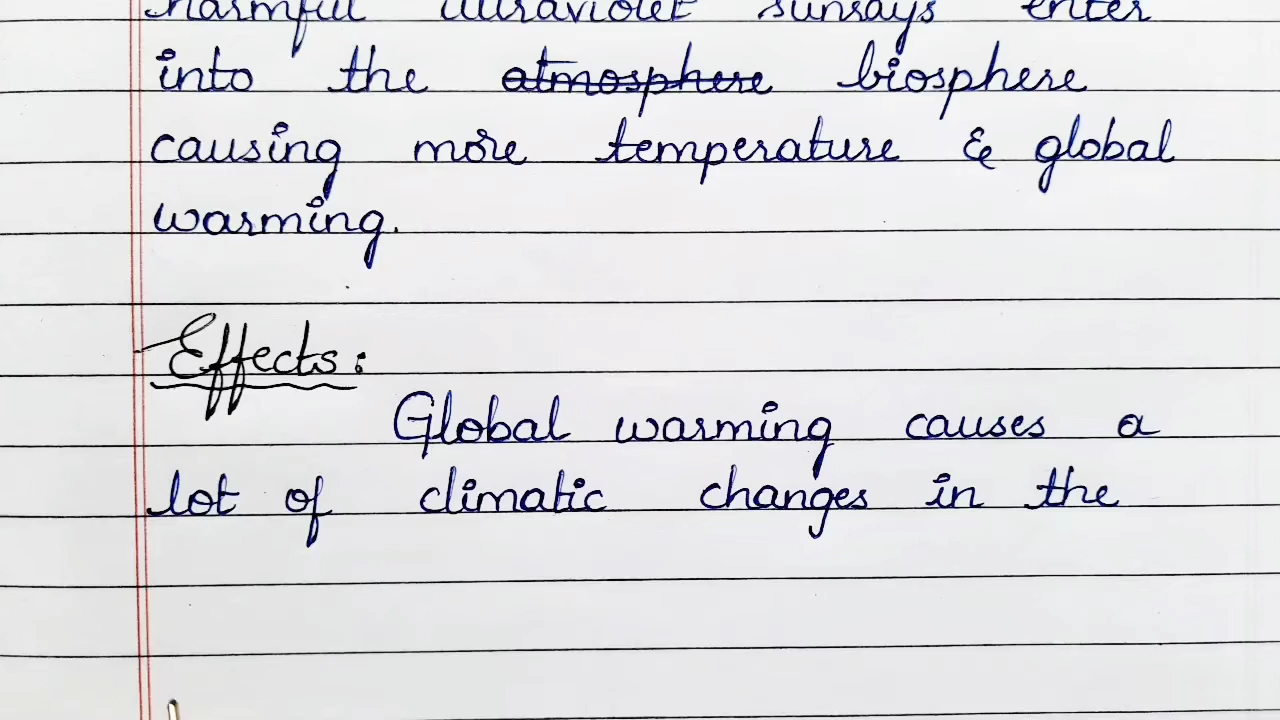 harmful ultraviolet sunrays enter
into the atmosphere biosphere
causing more temperature & global
warming.
Effects:
Global warming causes a
lot of climatic changes in the